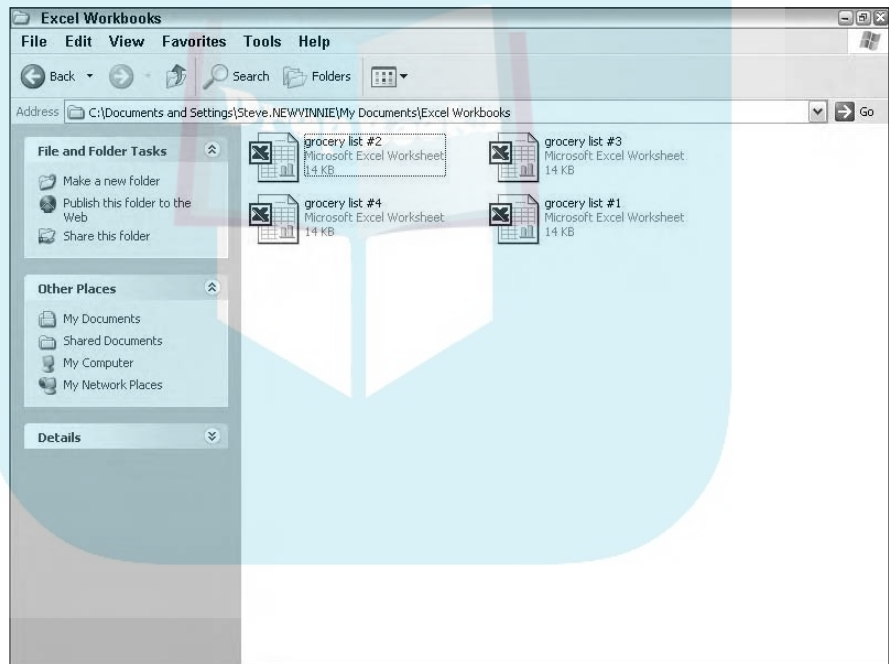 Excel Workbooks
File Edit View Favorites Tools Help
Back Search Folders
Address C:\Documents and Settings\Steve.NEWVINNIE\My Documents\Excel Workbooks Go
File and Folder Tasks
Make a new folder
Publish this folder to the
Web
Share this folder
Other Places
My Documents
Shared Documents
My Computer
My Network Places
Details
grocery list #2
Microsoft Excel Worksheet
14 KB
grocery list #3
Microsoft Excel Worksheet
14 KB
grocery list #4
Microsoft Excel Worksheet
14 KB
grocery list #1
Microsoft Excel Worksheet
14 KB